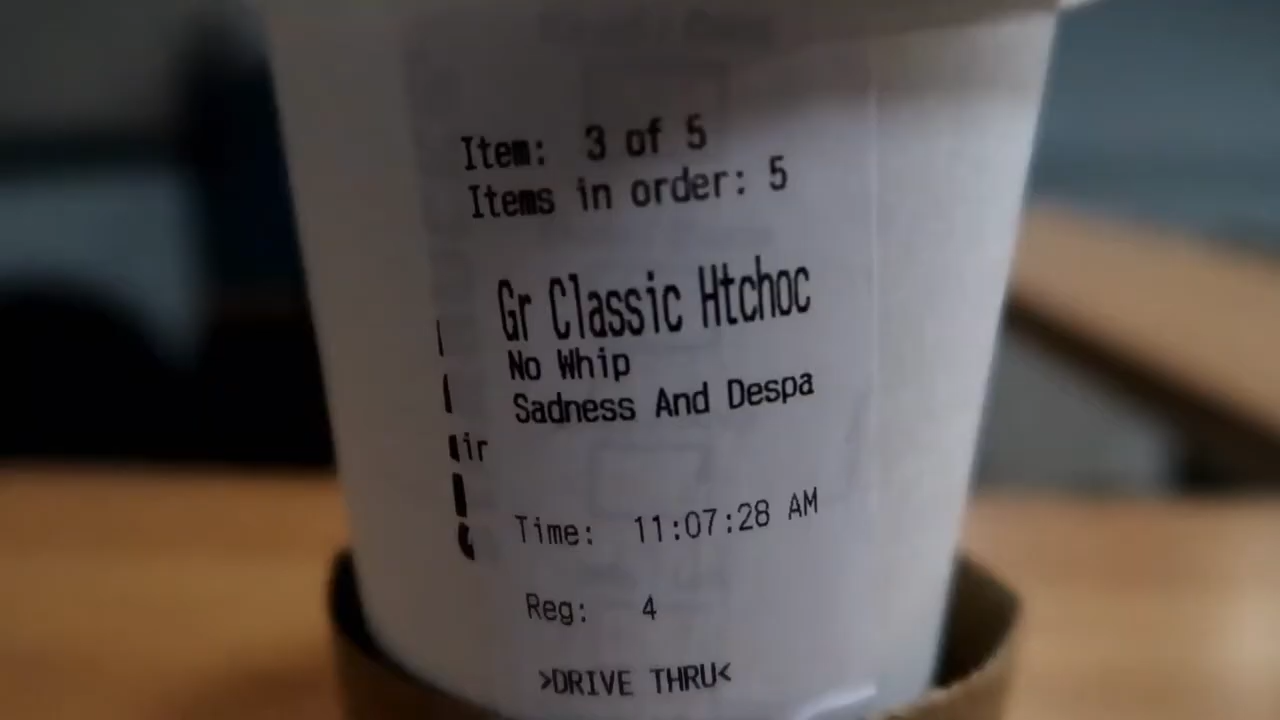 Item: 3 of 5
Items in order: 5
Gr Classic Htchoc
No Whip
Sadness And Despa
ir
Time: 11:07:28 AM
Reg: 4
>DRIVE THRU<